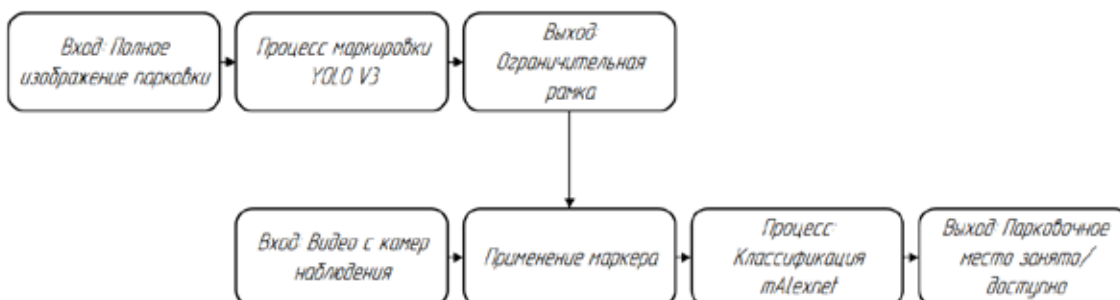 Вход: Полное
изображение парковки
Процесс маркировки
YOLO V3
Выход:
Ограничительная
рамка
Вход: Видео с камер
наблюдения
Применение маркера
Процесс:
Классификация
mAlexnet
Выход: Парковочное
место занято/
доступно